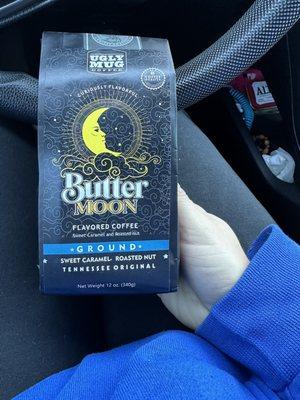 UGLY
MUG
COFFEE
CURIOUSLY FLAVORFUL
Butter
MOON
FLAVORED COFFEE
Sweet Caramel and Roasted Nut
GROUND
SWEET CARAMEL- ROASTED NUT
TENNESSEE ORIGINAL
Net Weight 12 oz. (340g)